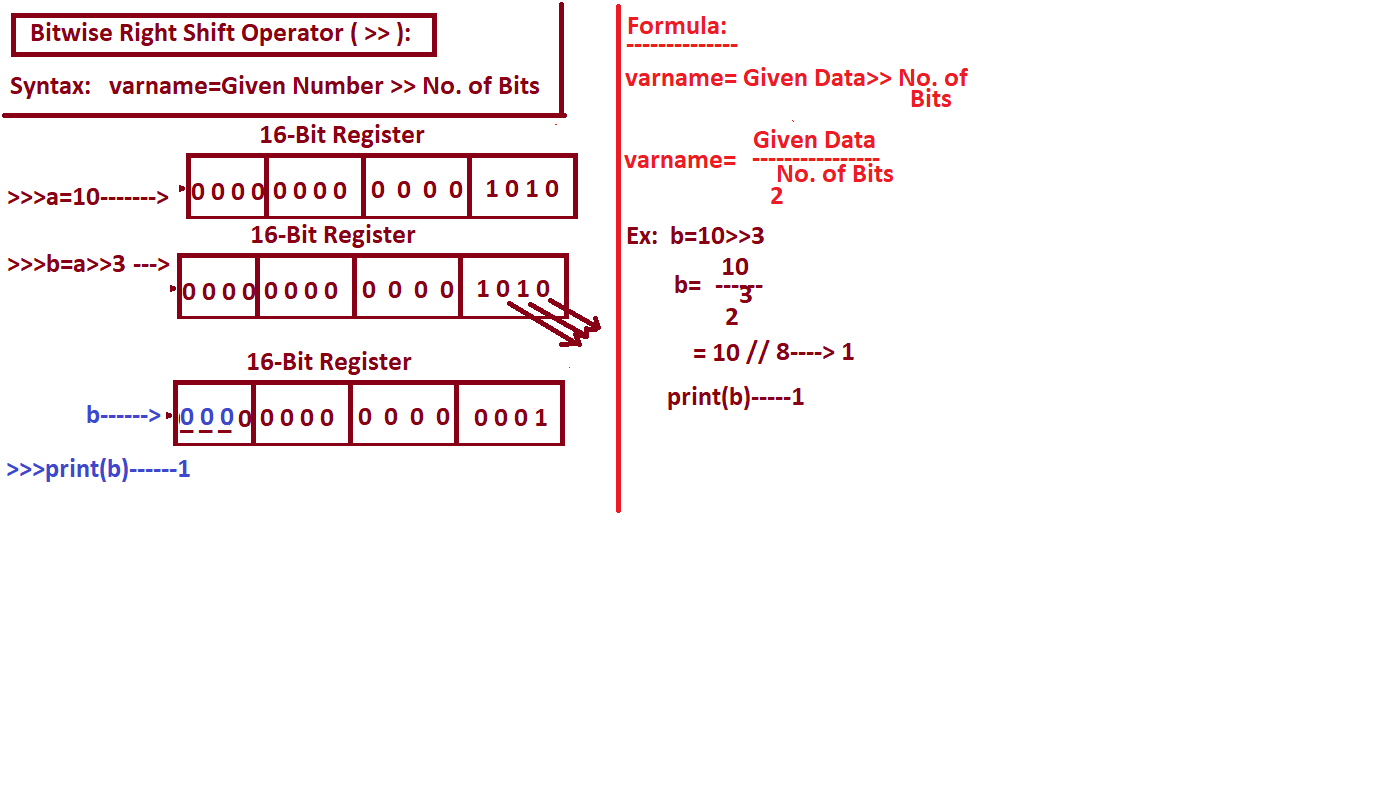 Bitwise Right Shift Operator ( >> ):
Syntax: varname=Given Number >> No. of Bits
16-Bit Register
>>>a=10-------> 0 0 0 0 0 0 0 0 0 0 0 0 1 0 1 0
16-Bit Register
>>>b=a>>3 --->
0 0 0 0 0 0 0 0 0 0 0 0 1 0 1 0
16-Bit Register
b------> 0 0 0 0 0 0 0 0 0 0 0 0 0 0 0 1
>>>print(b)------1
Formula:
--------------
varname= Given Data>> No. of
Bits
Given Data
varname= ----------------
No. of Bits
2
Ex: b=10>>3
10
b= ------
3
2
= 10 // 8----> 1
print(b)-----1